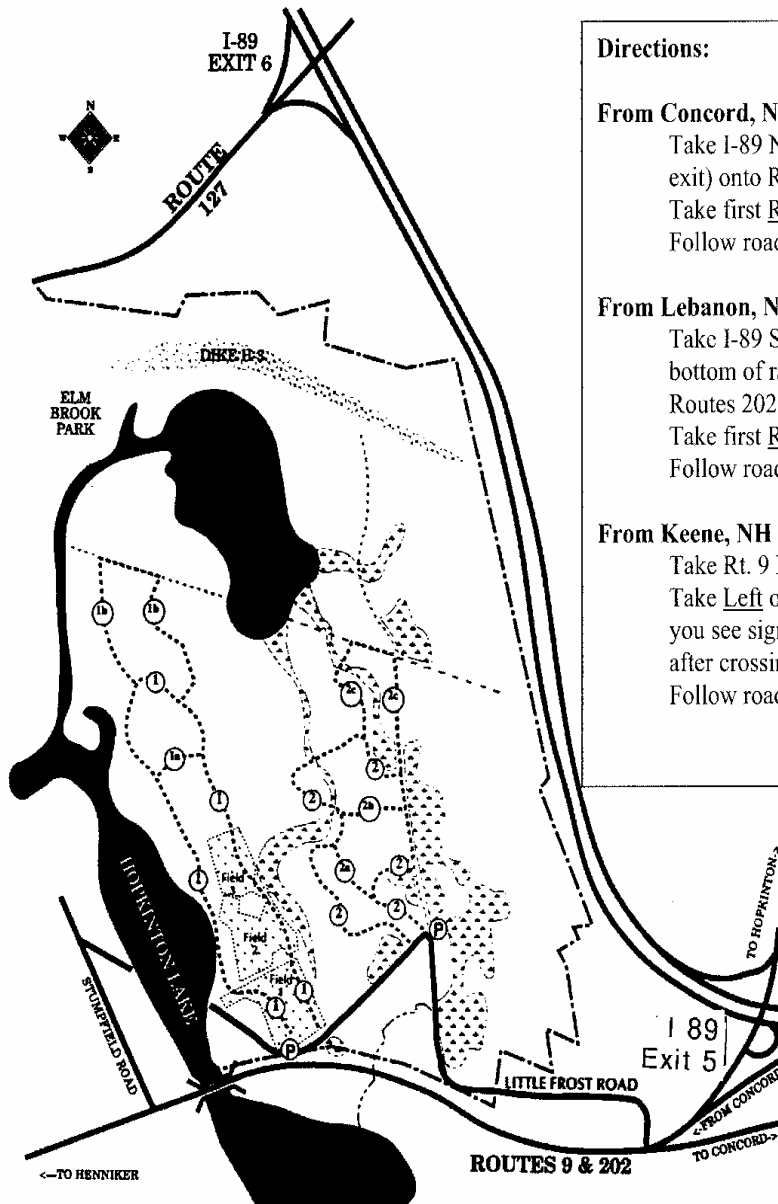 I-89
EXIT 6
N
W
E
S
ROUTE
127
DIKE H-3
ELM
BROOK
PARK
1b
1b
1
2c
2c
1a
2
1
2
2b
Field
1
2a
2
2
2
Field
2
P
Field
1
1
P
HOPKINTON LAKE
STUMPFIELD ROAD
<—TO HENNIKER
LITTLE FROST ROAD
ROUTES 9 & 202
I 89
Exit 5
TO HOPKINTON->
<-FROM CONCORD
TO CONCORD->
Directions:
From Concord, N
Take I-89 N
exit) onto R
Take first R
Follow road
From Lebanon, N
Take I-89 S
bottom of ra
Routes 202
Take first R
Follow road
From Keene, NH
Take Rt. 9
Take Left o
you see sign
after crossin
Follow road